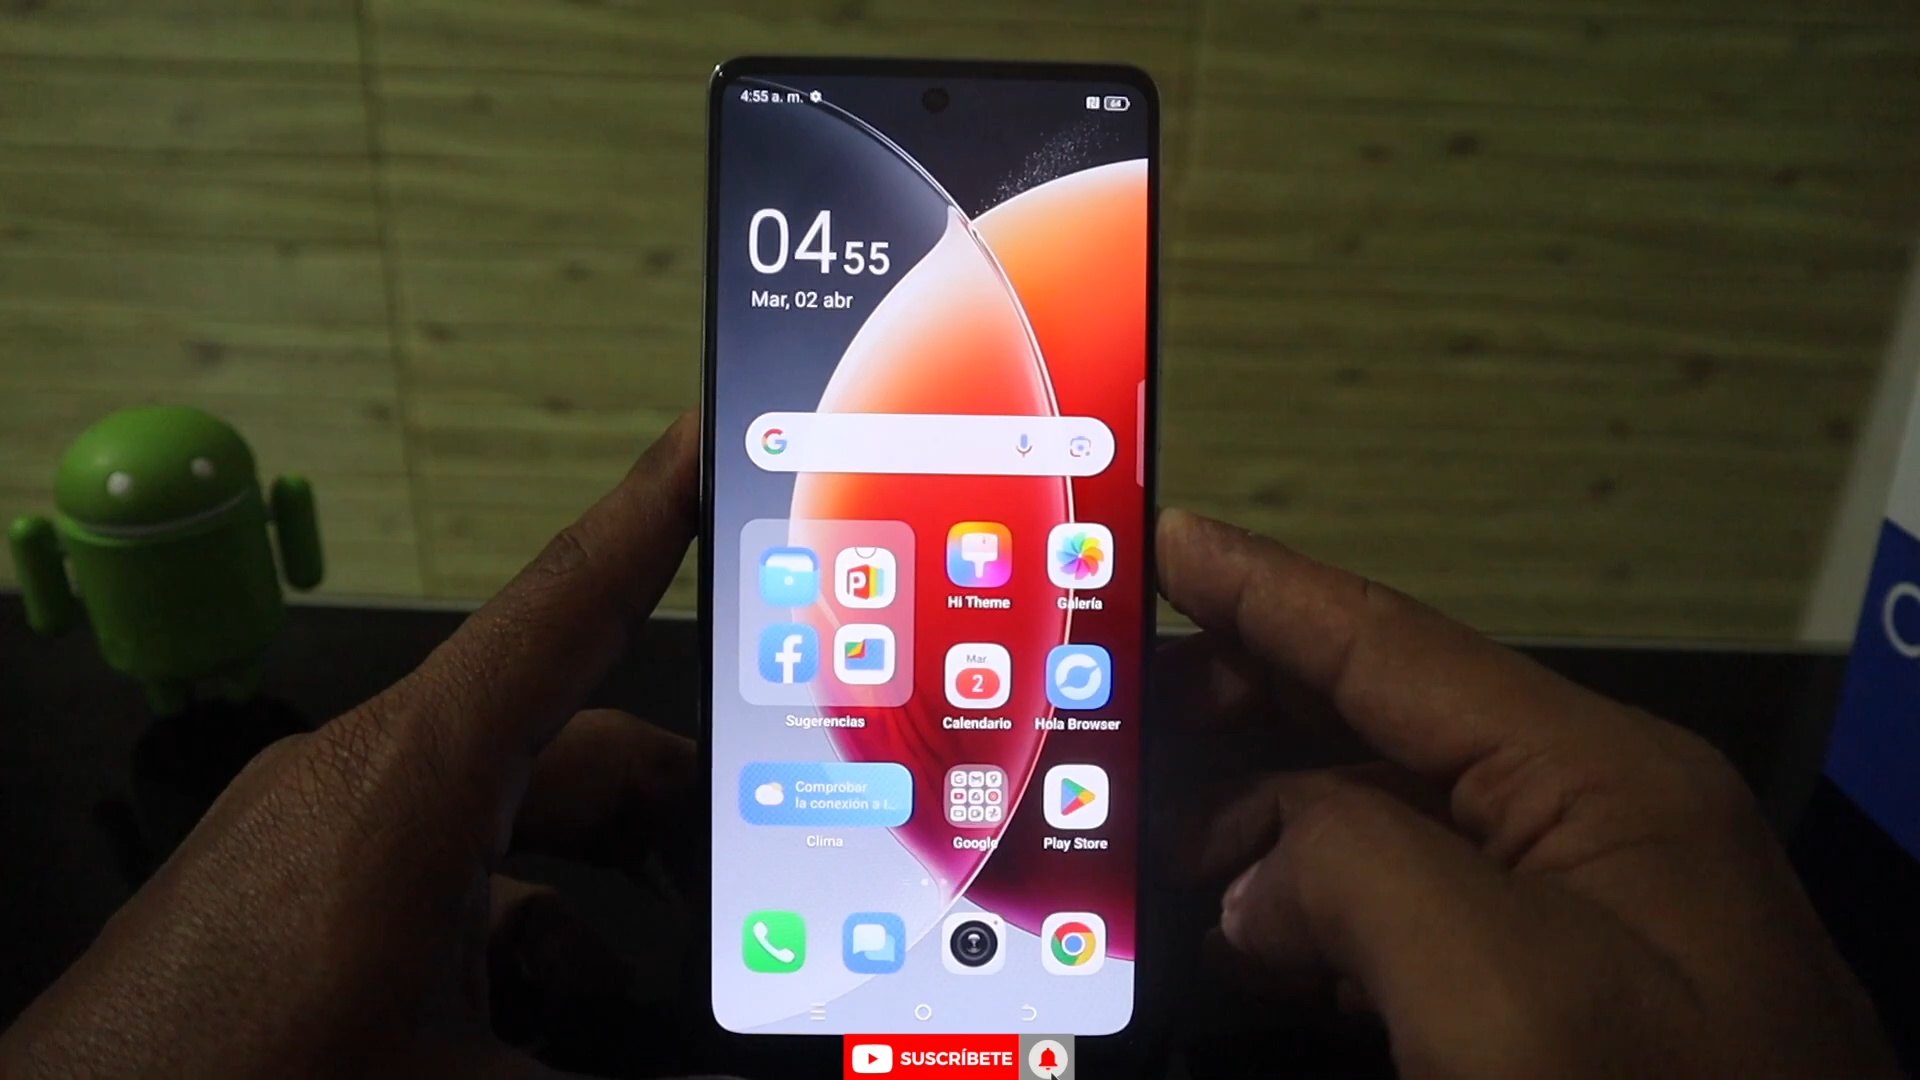 4:55 a. m.
64
04 55
Mar, 02 abr
Hi Theme
Galería
Sugerencias
Mar.
2
Calendario
Hola Browser
Comprobar
la conexión a l...
Clima
Google
Play Store
SUSCRÍBETE